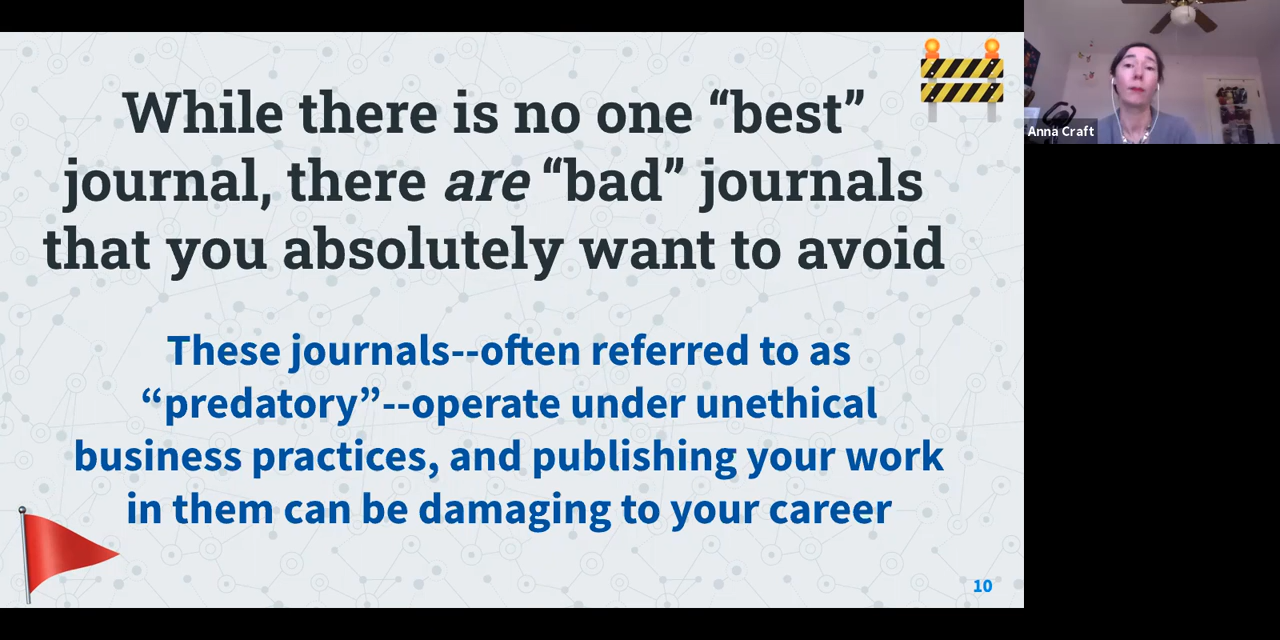 While there is no one “best”
journal, there are “bad” journals
that you absolutely want to avoid
These journals--often referred to as
“predatory”--operate under unethical
business practices, and publishing your work
in them can be damaging to your career
10
Anna Craft